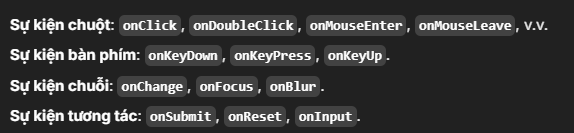 Sự kiện chuột: onClick, onDoubleClick, onMouseEnter, onMouseLeave, v.v.
Sự kiện bàn phím: onKeyDown, onKeyPress, onKeyUp.
Sự kiện chuỗi: onChange, onFocus, onBlur.
Sự kiện tương tác: onSubmit, onReset, onInput.